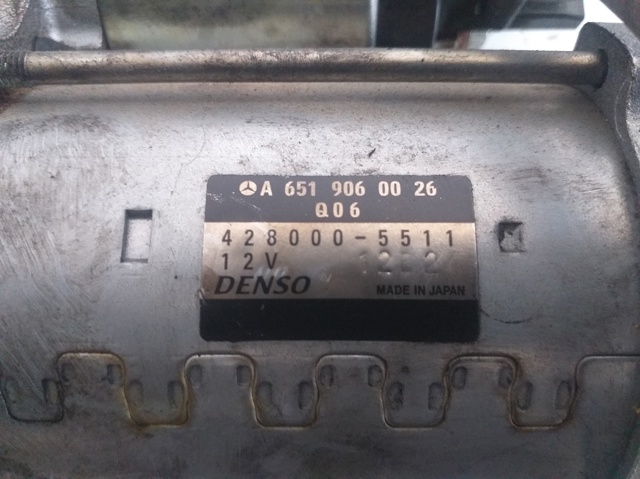 A 651 906 00 26
Q06
428000-5511
12V
DENSO MADE IN JAPAN